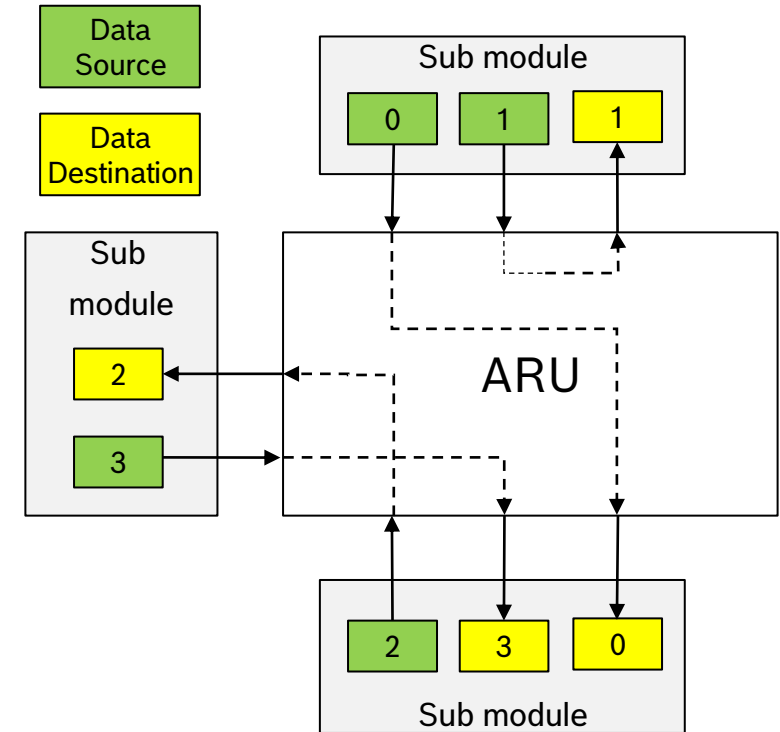 Data
Source
Data
Destination
Sub module
0 1 1
Sub
module
2
3
ARU
2 3 0
Sub module